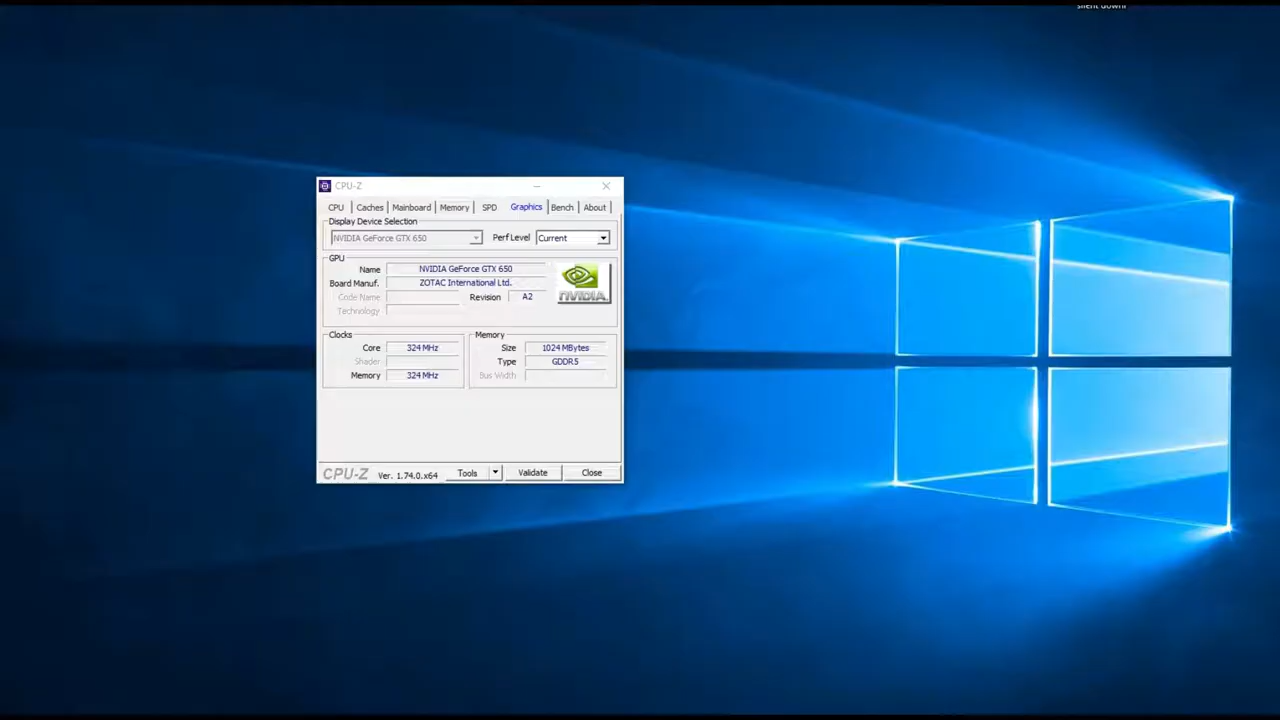 CPU-Z
CPU Caches Mainboard Memory SPD Graphics Bench About
Display Device Selection
NVIDIA GeForce GTX 650 Perf Level Current
GPU
Name NVIDIA GeForce GTX 650
Board Manuf. ZOTAC International Ltd.
Code Name Revision A2
Technology
NVIDIA.
Clocks Memory
Core 324 MHz Size 1024 MBytes
Shader Type GDDR5
Memory 324 MHz Bus Width
CPU-Z Ver. 1.74.0.x64 Tools Validate Close